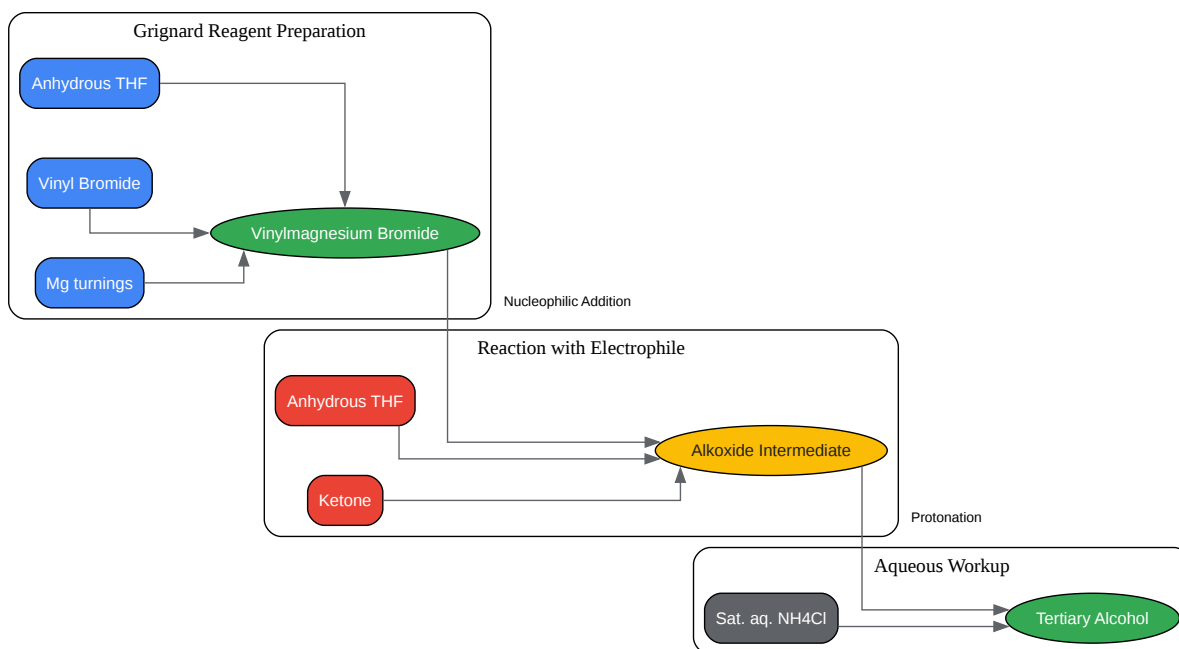 Grignard Reagent Preparation
Anhydrous THF
Vinyl Bromide
Vinylmagnesium Bromide
Mg turnings
Nucleophilic Addition
Reaction with Electrophile
Anhydrous THF
Alkoxide Intermediate
Ketone
Protonation
Aqueous Workup
Sat. aq. NH4Cl
Tertiary Alcohol